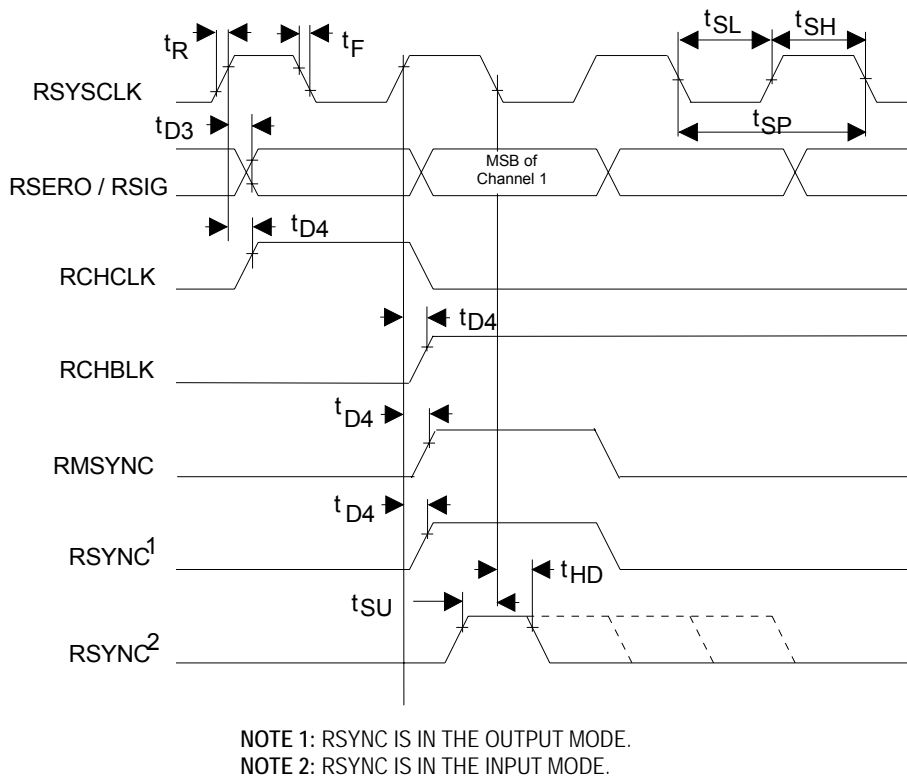 tR
tF
tSL
tSH
RSYSCLK
tSP
tD3
RSERO / RSIG
MSB of
Channel 1
tD4
RCHCLK
tD4
RCHBLK
tD4
RMSYNC
tD4
RSYNC1
tHD
tSU
RSYNC2
NOTE 1: RSYNC IS IN THE OUTPUT MODE.
NOTE 2: RSYNC IS IN THE INPUT MODE.